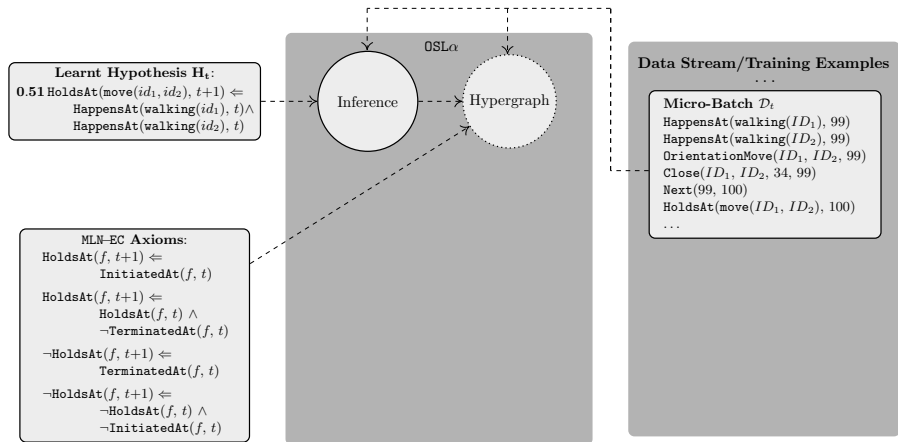 OSLα
Learnt Hypothesis Hₜ:
0.51 HoldsAt(move(id₁, id₂), t+1) ⇐
HappensAt(walking(id₁), t)∧
HappensAt(walking(id₂), t)
Inference
Hypergraph
MLN–EC Axioms:
HoldsAt(f, t+1) ⇐
InitiatedAt(f, t)
HoldsAt(f, t+1) ⇐
HoldsAt(f, t) ∧
¬TerminatedAt(f, t)
¬HoldsAt(f, t+1) ⇐
TerminatedAt(f, t)
¬HoldsAt(f, t+1) ⇐
¬HoldsAt(f, t) ∧
¬InitiatedAt(f, t)
Data Stream/Training Examples
...
Micro-Batch 𝒟ₜ
HappensAt(walking(ID₁), 99)
HappensAt(walking(ID₂), 99)
OrientationMove(ID₁, ID₂, 99)
Close(ID₁, ID₂, 34, 99)
Next(99, 100)
HoldsAt(move(ID₁, ID₂), 100)
...